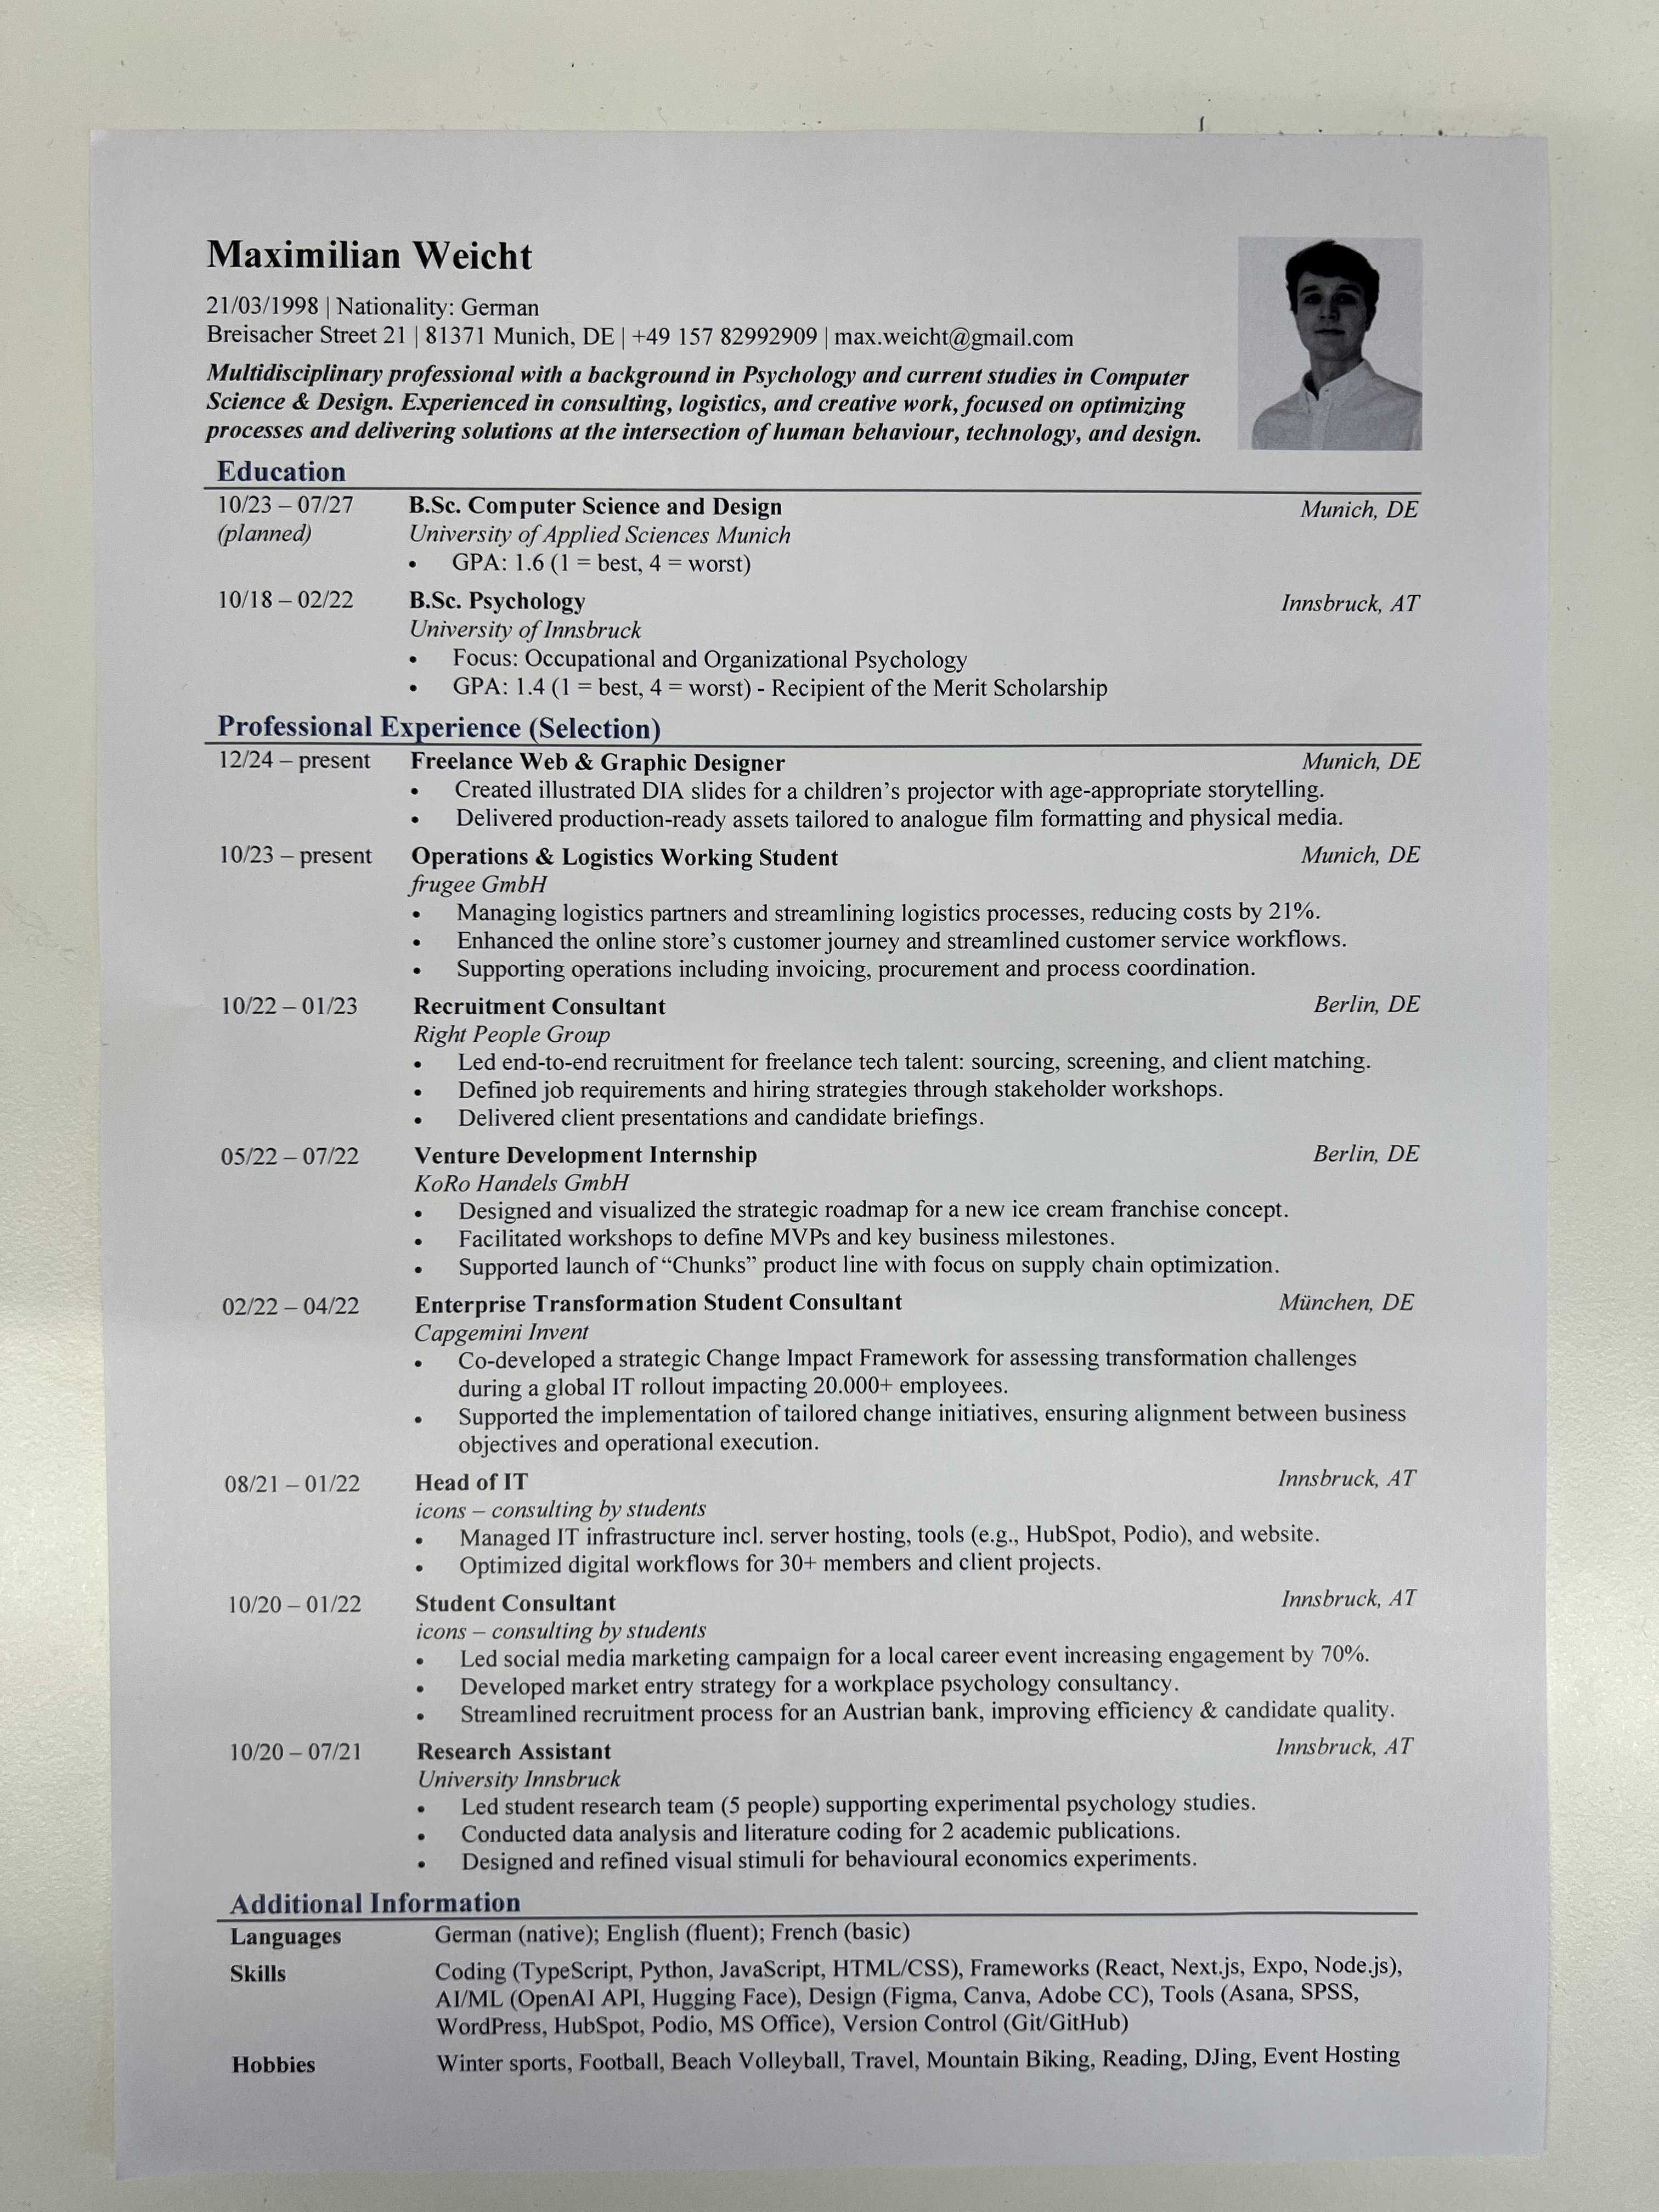 Maximilian Weicht
21/03/1998 | Nationality: German
Breisacher Street 21 | 81371 Munich, DE | +49 157 82992909 | max.weicht@gmail.com
Multidisciplinary professional with a background in Psychology and current studies in Computer
Science & Design. Experienced in consulting, logistics, and creative work, focused on optimizing
processes and delivering solutions at the intersection of human behaviour, technology, and design.
Education
10/23 – 07/27 B.Sc. Computer Science and Design Munich, DE
(planned) University of Applied Sciences Munich
• GPA: 1.6 (1 = best, 4 = worst)
10/18 – 02/22 B.Sc. Psychology Innsbruck, AT
University of Innsbruck
• Focus: Occupational and Organizational Psychology
• GPA: 1.4 (1 = best, 4 = worst) - Recipient of the Merit Scholarship
Professional Experience (Selection)
12/24 – present Freelance Web & Graphic Designer Munich, DE
• Created illustrated DIA slides for a children’s projector with age-appropriate storytelling.
• Delivered production-ready assets tailored to analogue film formatting and physical media.
10/23 – present Operations & Logistics Working Student Munich, DE
frugee GmbH
• Managing logistics partners and streamlining logistics processes, reducing costs by 21%.
• Enhanced the online store’s customer journey and streamlined customer service workflows.
• Supporting operations including invoicing, procurement and process coordination.
10/22 – 01/23 Recruitment Consultant Berlin, DE
Right People Group
• Led end-to-end recruitment for freelance tech talent: sourcing, screening, and client matching.
• Defined job requirements and hiring strategies through stakeholder workshops.
• Delivered client presentations and candidate briefings.
05/22 – 07/22 Venture Development Internship Berlin, DE
KoRo Handels GmbH
• Designed and visualized the strategic roadmap for a new ice cream franchise concept.
• Facilitated workshops to define MVPs and key business milestones.
• Supported launch of “Chunks” product line with focus on supply chain optimization.
02/22 – 04/22 Enterprise Transformation Student Consultant München, DE
Capgemini Invent
• Co-developed a strategic Change Impact Framework for assessing transformation challenges
during a global IT rollout impacting 20.000+ employees.
• Supported the implementation of tailored change initiatives, ensuring alignment between business
objectives and operational execution.
08/21 – 01/22 Head of IT Innsbruck, AT
icons – consulting by students
• Managed IT infrastructure incl. server hosting, tools (e.g., HubSpot, Podio), and website.
• Optimized digital workflows for 30+ members and client projects.
10/20 – 01/22 Student Consultant Innsbruck, AT
icons – consulting by students
• Led social media marketing campaign for a local career event increasing engagement by 70%.
• Developed market entry strategy for a workplace psychology consultancy.
• Streamlined recruitment process for an Austrian bank, improving efficiency & candidate quality.
10/20 – 07/21 Research Assistant Innsbruck, AT
University Innsbruck
• Led student research team (5 people) supporting experimental psychology studies.
• Conducted data analysis and literature coding for 2 academic publications.
• Designed and refined visual stimuli for behavioural economics experiments.
Additional Information
Languages German (native); English (fluent); French (basic)
Skills Coding (TypeScript, Python, JavaScript, HTML/CSS), Frameworks (React, Next.js, Expo, Node.js),
AI/ML (OpenAI API, Hugging Face), Design (Figma, Canva, Adobe CC), Tools (Asana, SPSS,
WordPress, HubSpot, Podio, MS Office), Version Control (Git/GitHub)
Hobbies Winter sports, Football, Beach Volleyball, Travel, Mountain Biking, Reading, DJing, Event Hosting